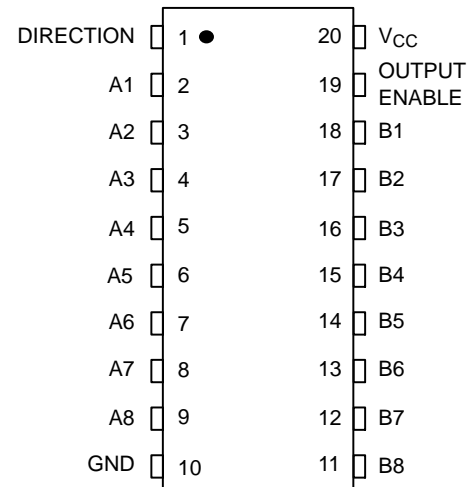 DIRECTION 1 20 VCC
A1 2 19 OUTPUT ENABLE
A2 3 18 B1
A3 4 17 B2
A4 5 16 B3
A5 6 15 B4
A6 7 14 B5
A7 8 13 B6
A8 9 12 B7
GND 10 11 B8